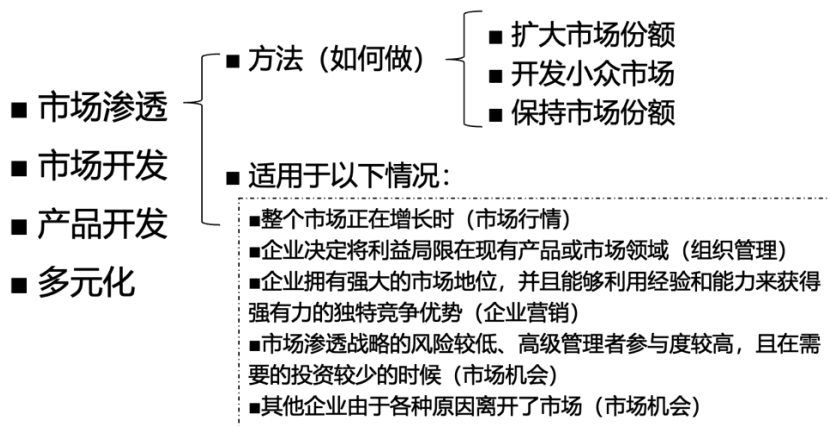 ■ 市场渗透
■ 市场开发
■ 产品开发
■ 多元化
■ 方法（如何做）
■ 扩大市场份额
■ 开发小众市场
■ 保持市场份额
■ 适用于以下情况：
■整个市场正在增长时（市场行情）
■企业决定将利益局限在现有产品或市场领域（组织管理）
■企业拥有强大的市场地位，并且能够利用经验和能力来获得
强有力的独特竞争优势（企业营销）
■市场渗透战略的风险较低、高级管理者参与度较高，且在需
要的投资较少的时候（市场机会）
■其他企业由于各种原因离开了市场（市场机会）